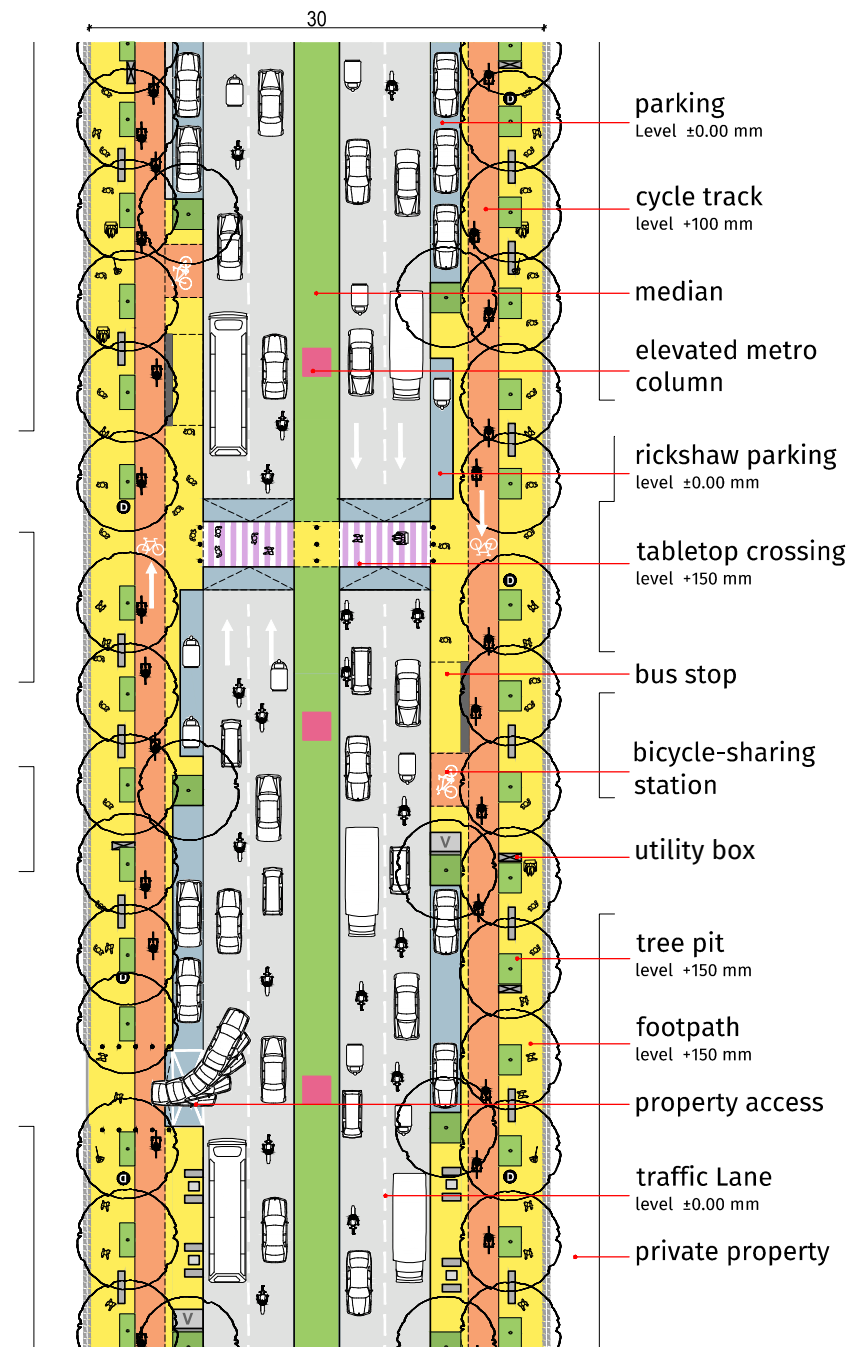 30
parking
Level ±0.00 mm
cycle track
level +100 mm
median
elevated metro
column
rickshaw parking
level ±0.00 mm
tabletop crossing
level +150 mm
bus stop
bicycle-sharing
station
V
utility box
tree pit
level +150 mm
footpath
level +150 mm
property access
traffic Lane
level ±0.00 mm
private property
V